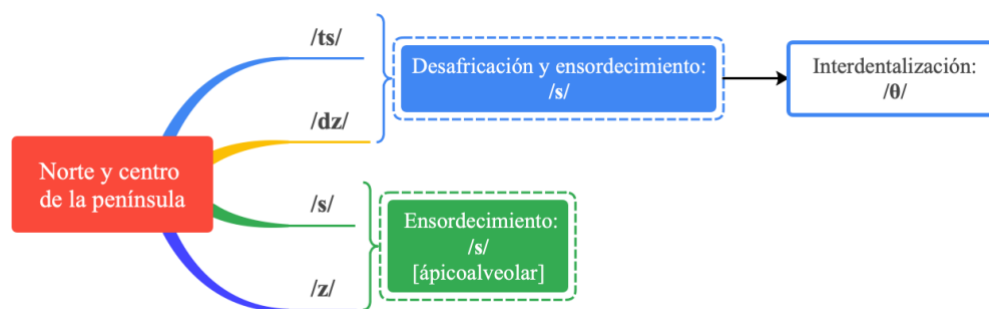 Norte y centro
de la península
/ts/
/dz/
Desafricación y ensordecimiento:
/s/
Interdentalización:
/θ/
/s/
/z/
Ensordecimiento:
/s/
[ápicoalveolar]